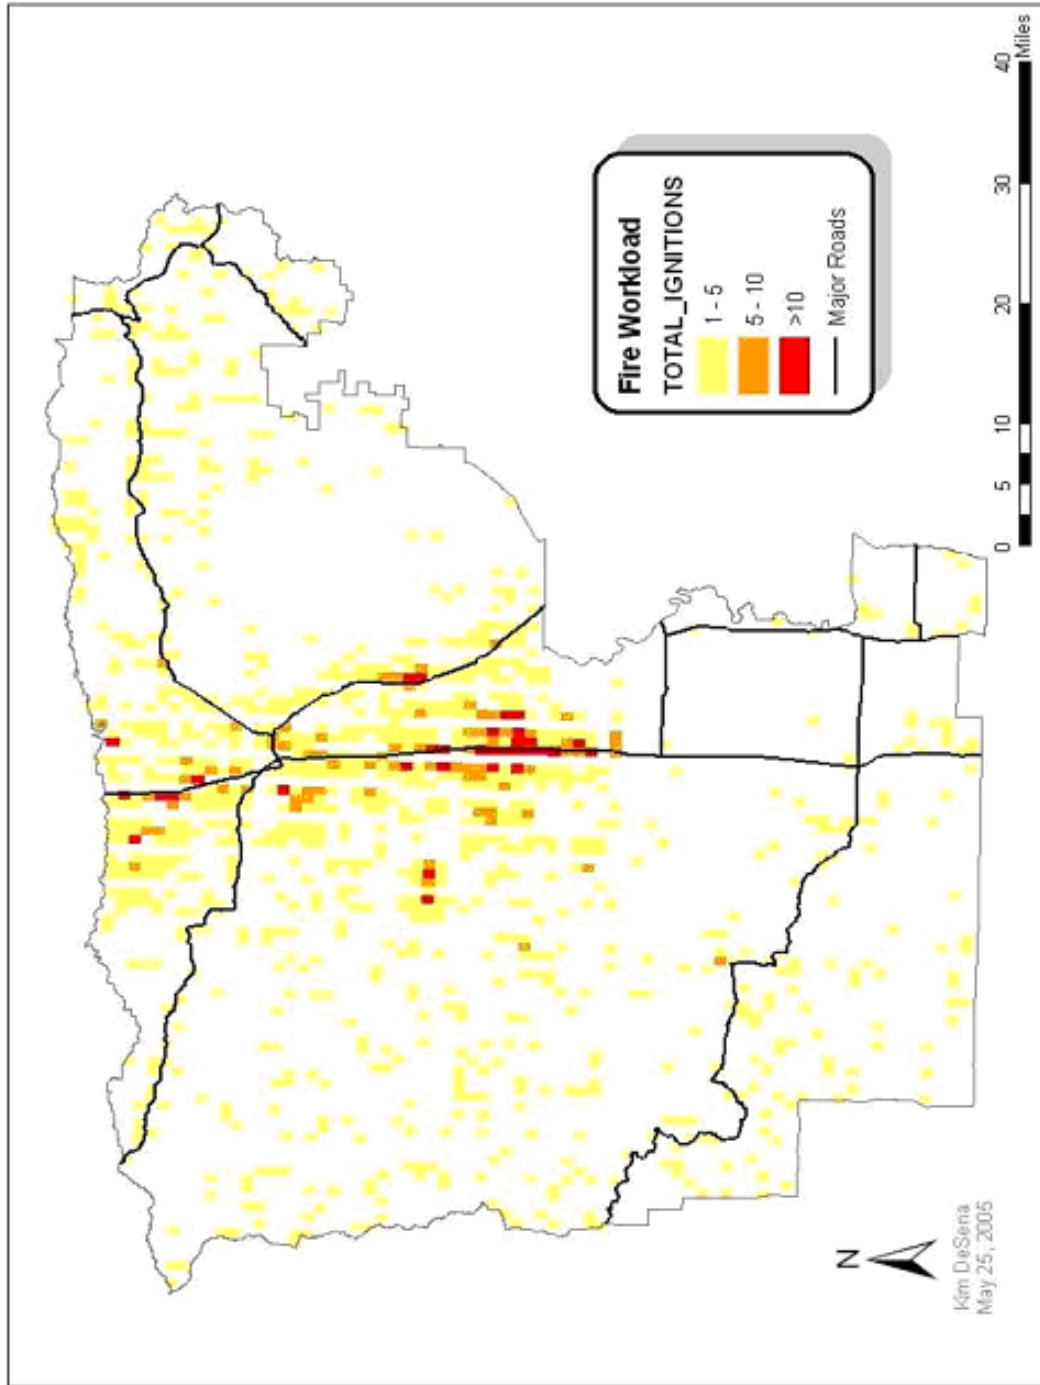 Fire Workload
TOTAL_IGNITIONS
1 - 5
5 - 10
>10
Major Roads
N
Kim DeSena
May 25, 2005
0 5 10 20 30 40
Miles